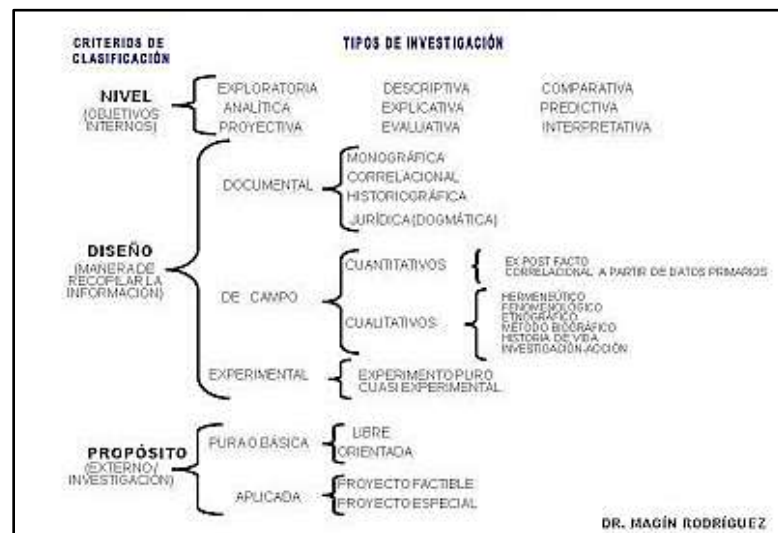 CRITERIOS DE CLASIFICACIÓN
TIPOS DE INVESTIGACIÓN
NIVEL
(OBJETIVOS INTERNOS)
EXPLORATORIA DESCRIPTIVA COMPARATIVA
ANALÍTICA EXPLICATIVA PREDICTIVA
PROYECTIVA EVALUATIVA INTERPRETATIVA
DISEÑO
(MANERA DE RECOPILAR LA INFORMACIÓN)
DOCUMENTAL
MONOGRÁFICA
CORRELACIONAL
HISTORIOGRÁFICA
JURÍDICA (DOGMÁTICA)
DE CAMPO
CUANTITATIVOS
EX POST FACTO
CORRELACIONAL A PARTIR DE DATOS PRIMARIOS
CUALITATIVOS
HERMENEÚTICO
FENOMENOLÓGICO
ETNOGRÁFICO
MÉTODO BIOGRÁFICO
HISTORIA DE VIDA
INVESTIGACIÓN-ACCIÓN
EXPERIMENTAL
EXPERIMENTO PURO
CUASI EXPERIMENTAL
PROPÓSITO
(EXTERNO/ INVESTIGACIÓN)
PURA O BÁSICA
LIBRE
ORIENTADA
APLICADA
PROYECTO FACTIBLE
PROYECTO ESPECIAL
DR. MAGÍN RODRÍGUEZ